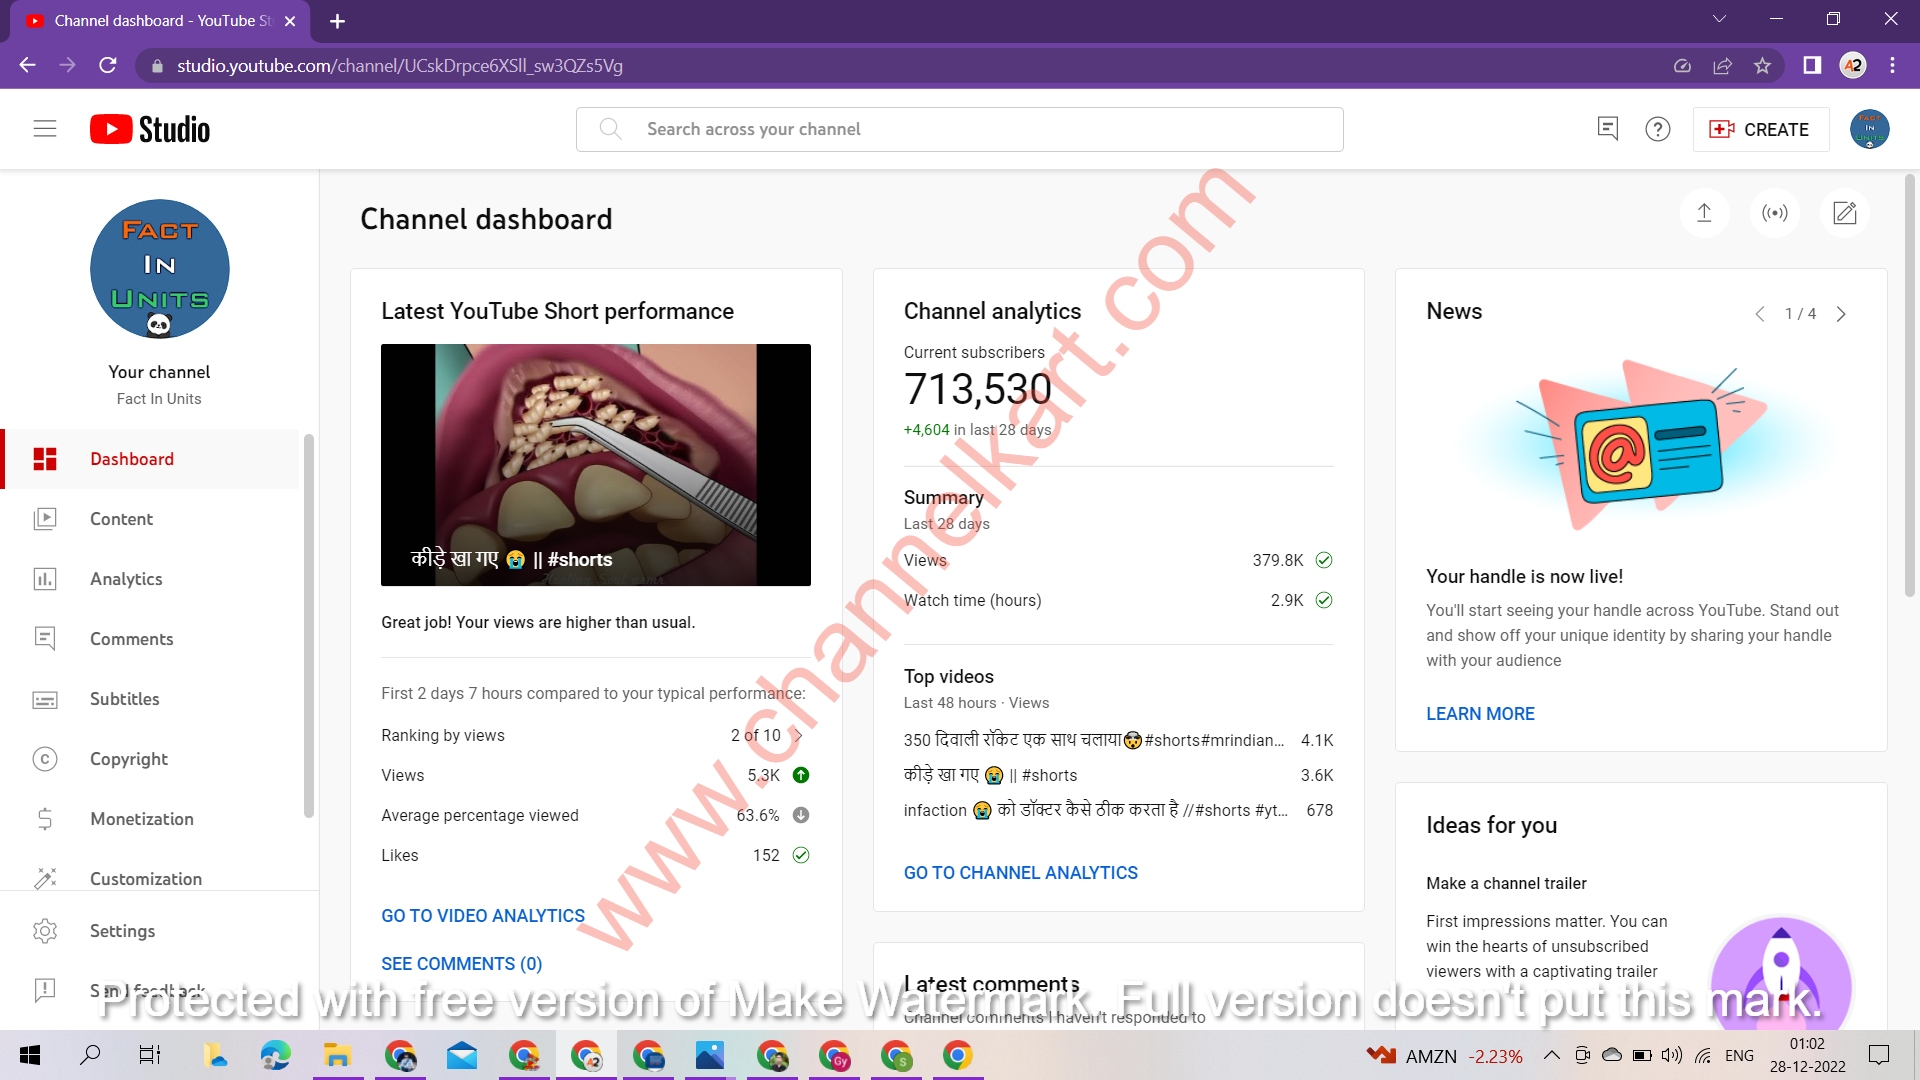 Channel dashboard - YouTube St
studio.youtube.com/channel/UCskDrpce6XSll_sw3QZs5Vg
A2
Studio
Search across your channel
CREATE
FACT
IN
UNITS
Channel dashboard
FACT
IN
UNITS
Your channel
Fact In Units
Dashboard
Content
Analytics
Comments
Subtitles
Copyright
Monetization
Customization
Settings
Send feedback
Latest YouTube Short performance
कीड़े खा गए 😭 || #shorts
Great job! Your views are higher than usual.
First 2 days 7 hours compared to your typical performance:
Ranking by views 2 of 10
Views 5.3K
Average percentage viewed 63.6%
Likes 152
GO TO VIDEO ANALYTICS
SEE COMMENTS (0)
Channel analytics
Current subscribers
713,530
+4,604 in last 28 days
Summary
Last 28 days
Views 379.8K
Watch time (hours) 2.9K
Top videos
Last 48 hours · Views
350 दिवाली रॉकेट एक साथ चलाया🤯#shorts#mrindian... 4.1K
कीड़े खा गए 😭 || #shorts 3.6K
infaction 😭 को डॉक्टर कैसे ठीक करता है //#shorts #yt... 678
GO TO CHANNEL ANALYTICS
Latest comments
Channel comments I haven't responded to
News
1 / 4
@
Your handle is now live!
You'll start seeing your handle across YouTube. Stand out
and show off your unique identity by sharing your handle
with your audience
LEARN MORE
Ideas for you
Make a channel trailer
First impressions matter. You can
win the hearts of unsubscribed
viewers with a captivating trailer
www.channelkart.com
Protected with free version of Make Watermark. Full version doesn't put this mark.
A2
Gy
S
AMZN -2.23%
ENG
01:02
28-12-2022